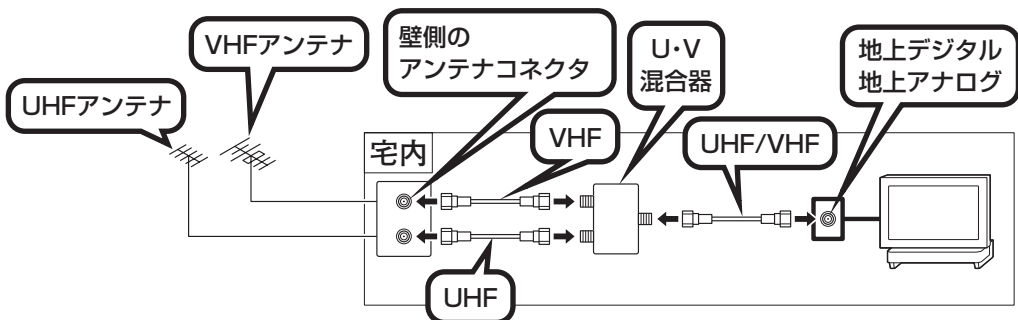 UHFアンテナ
VHFアンテナ
壁側の
アンテナコネクタ
U・V
混合器
地上デジタル
地上アナログ
宅内
VHF
UHF/VHF
UHF